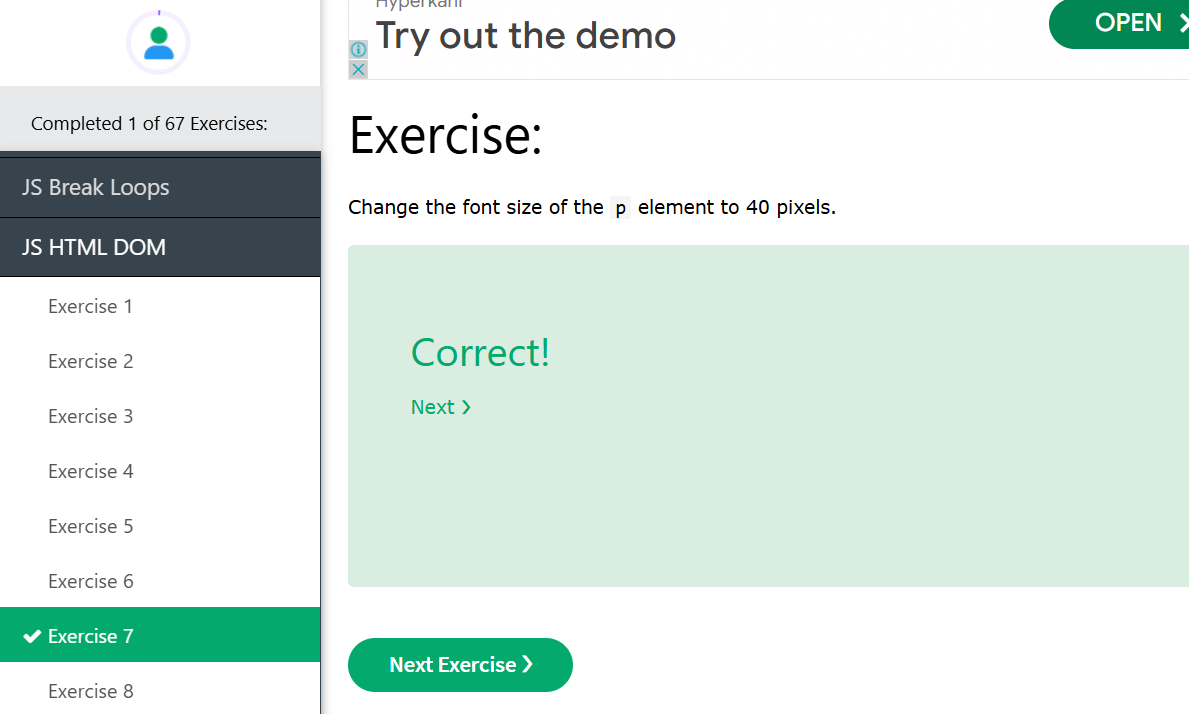 Hyperkani
Try out the demo
OPEN
Completed 1 of 67 Exercises:
JS Break Loops
JS HTML DOM
Exercise 1
Exercise 2
Exercise 3
Exercise 4
Exercise 5
Exercise 6
Exercise 7
Exercise 8
Exercise:
Change the font size of the p element to 40 pixels.
Correct!
Next ❯
Next Exercise ❯